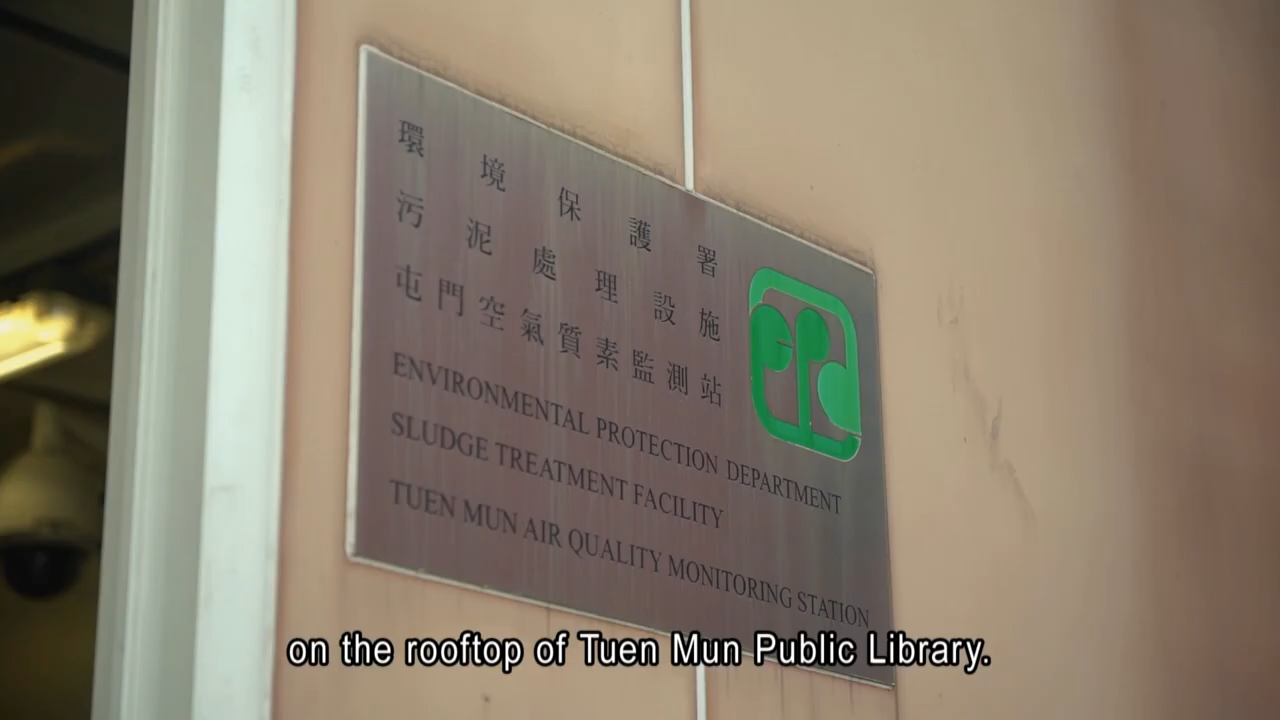 環境保護署
污泥處理設施
屯門空氣質素監測站
ENVIRONMENTAL PROTECTION DEPARTMENT
SLUDGE TREATMENT FACILITY
TUEN MUN AIR QUALITY MONITORING STATION
on the rooftop of Tuen Mun Public Library.